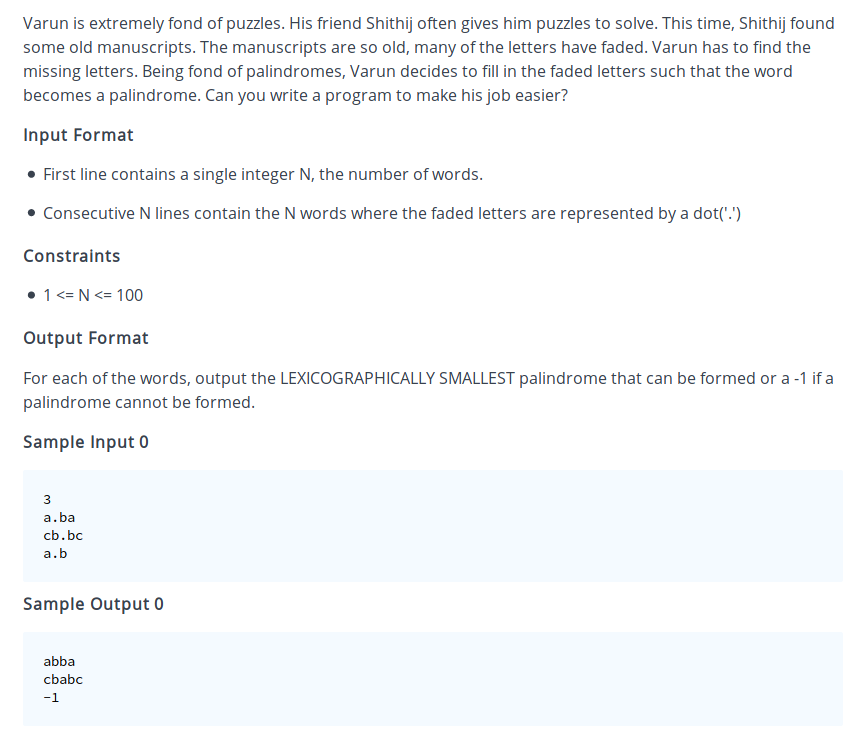 Varun is extremely fond of puzzles. His friend Shithij often gives him puzzles to solve. This time, Shithij found
some old manuscripts. The manuscripts are so old, many of the letters have faded. Varun has to find the
missing letters. Being fond of palindromes, Varun decides to fill in the faded letters such that the word
becomes a palindrome. Can you write a program to make his job easier?
Input Format
• First line contains a single integer N, the number of words.
• Consecutive N lines contain the N words where the faded letters are represented by a dot('.')
Constraints
• 1 <= N <= 100
Output Format
For each of the words, output the LEXICOGRAPHICALLY SMALLEST palindrome that can be formed or a -1 if a
palindrome cannot be formed.
Sample Input 0
3
a.ba
cb.bc
a.b
Sample Output 0
abba
cbabc
-1